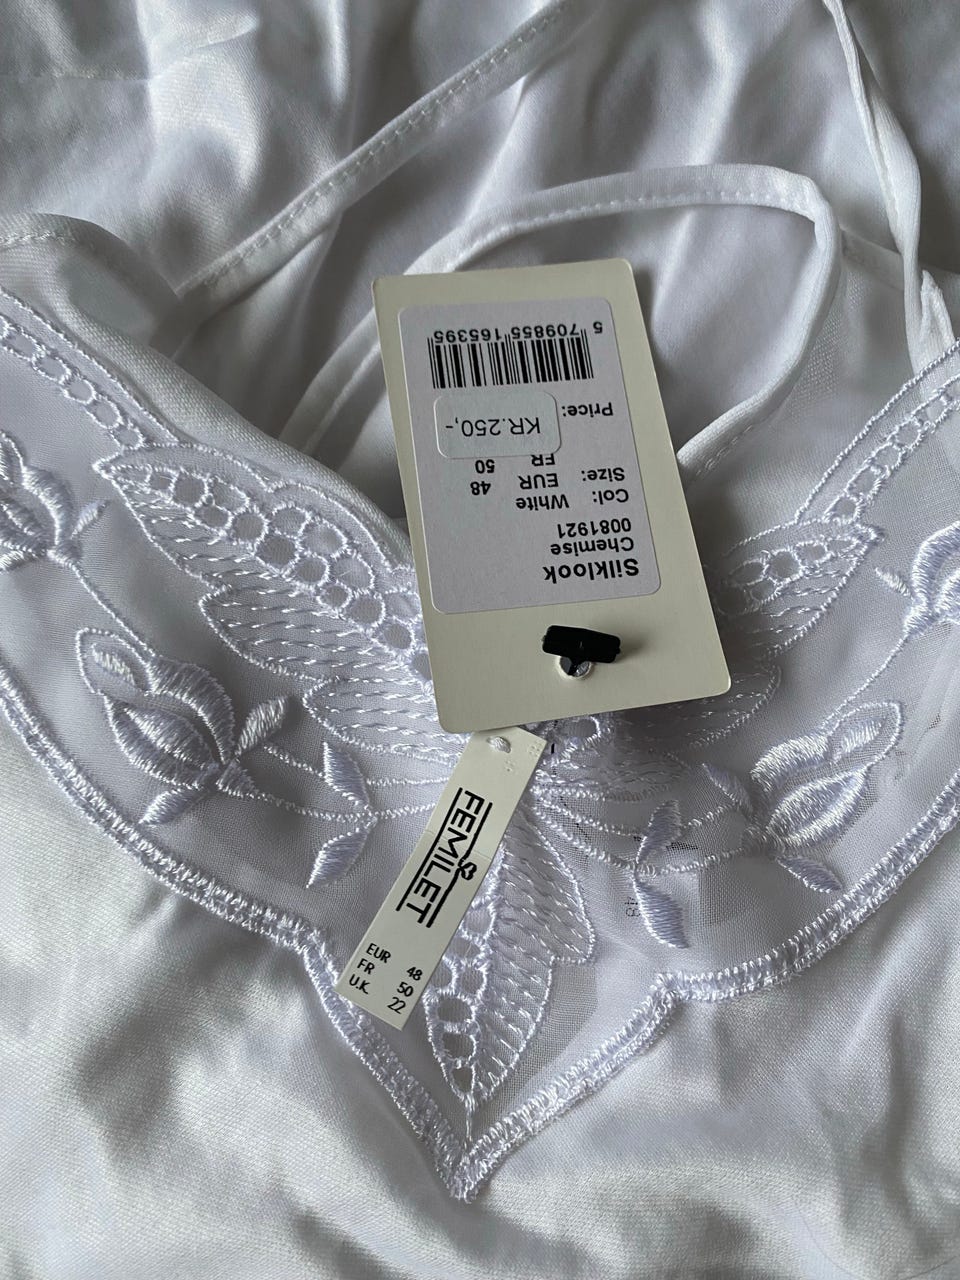 Silklook
Chemise
0081921
Col: White
Size: EUR 48
FR 50
Price: KR.250,-
5 709855 165395
FEMILET
EUR 48
FR 50
U.K. 22